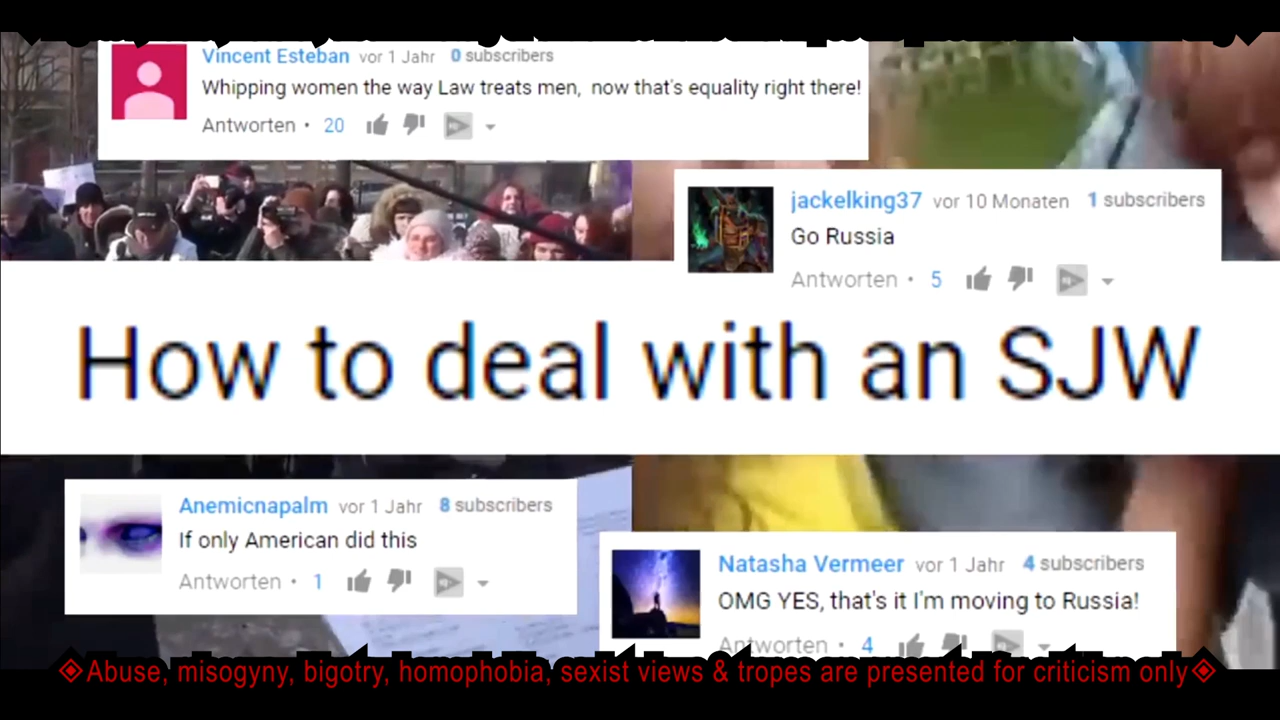 Vincent Esteban vor 1 Jahr 0 subscribers
Whipping women the way Law treats men, now that's equality right there!
Antworten • 20
jackelking37 vor 10 Monaten 1 subscribers
Go Russia
Antworten • 5
How to deal with an SJW
Anemicnapalm vor 1 Jahr 8 subscribers
If only American did this
Antworten • 1
Natasha Vermeer vor 1 Jahr 4 subscribers
OMG YES, that's it I'm moving to Russia!
Antworten • 4
Abuse, misogyny, bigotry, homophobia, sexist views & tropes are presented for criticism only